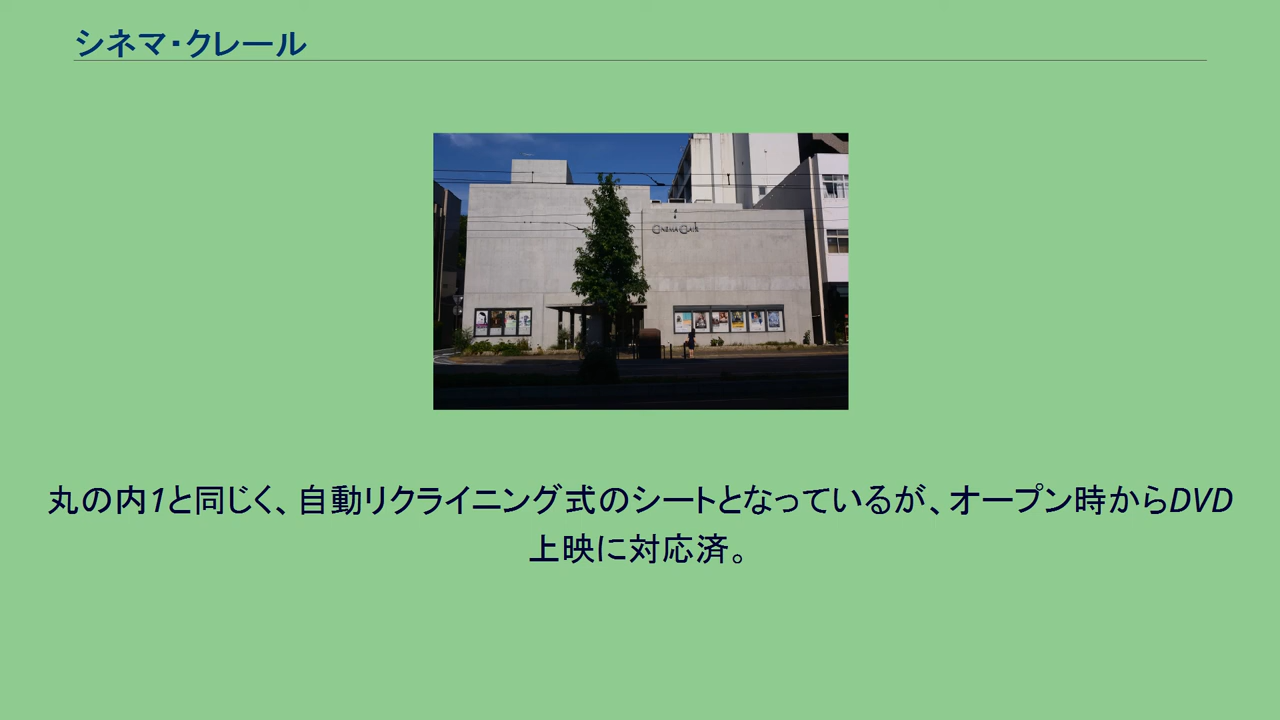 シネマ・クレール
CINEMA CLAIR
丸の内1と同じく、自動リクライニング式のシートとなっているが、オープン時からDVD
上映に対応済。